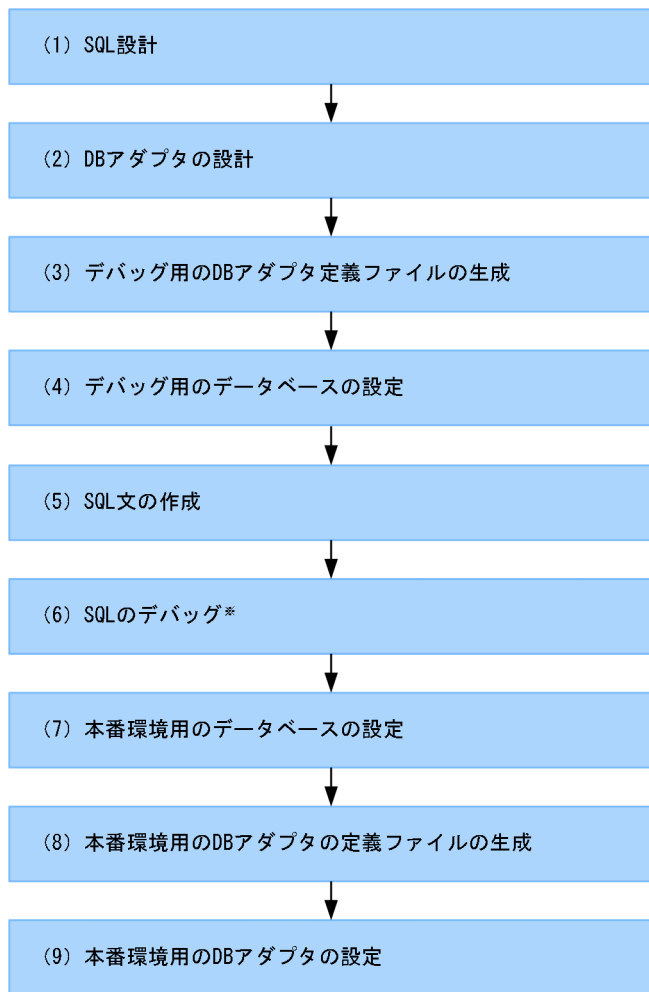 (1) SQL設計
(2) DBアダプタの設計
(3) デバッグ用のDBアダプタ定義ファイルの生成
(4) デバッグ用のデータベースの設定
(5) SQL文の作成
(6) SQLのデバッグ※
(7) 本番環境用のデータベースの設定
(8) 本番環境用のDBアダプタの定義ファイルの生成
(9) 本番環境用のDBアダプタの設定